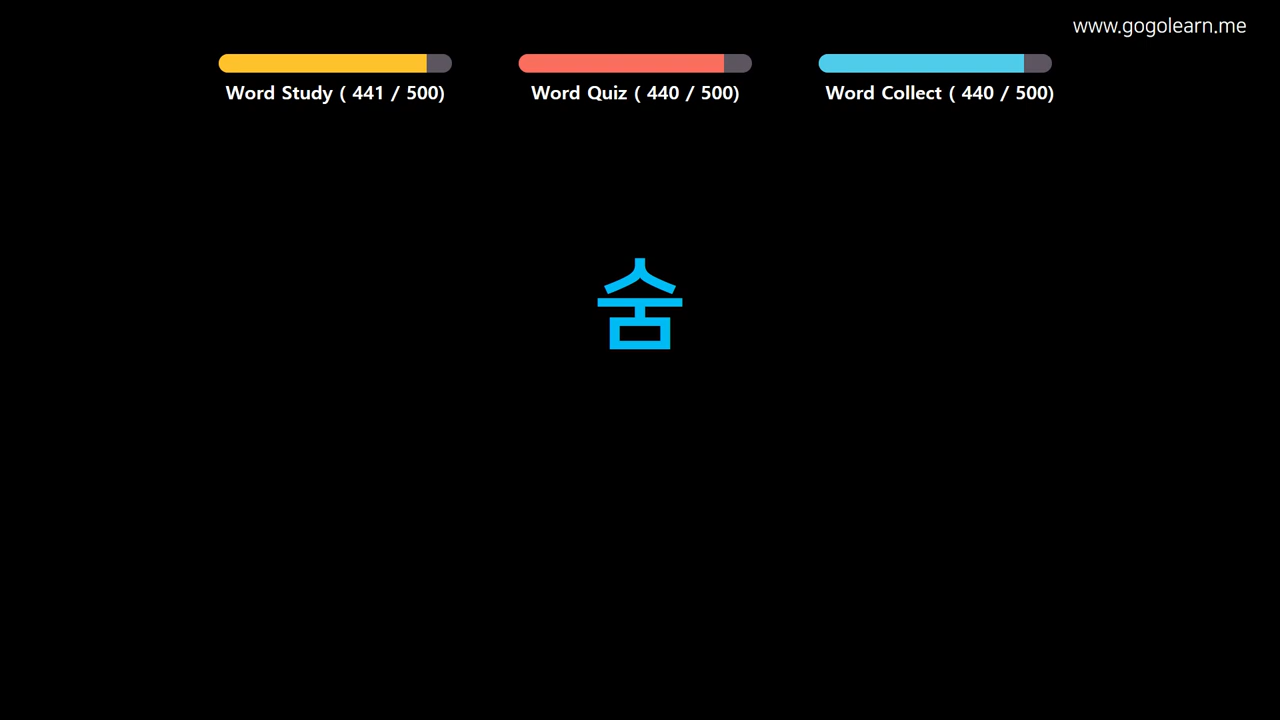 www.gogolearn.me
Word Study ( 441 / 500)
Word Quiz ( 440 / 500)
Word Collect ( 440 / 500)
숨